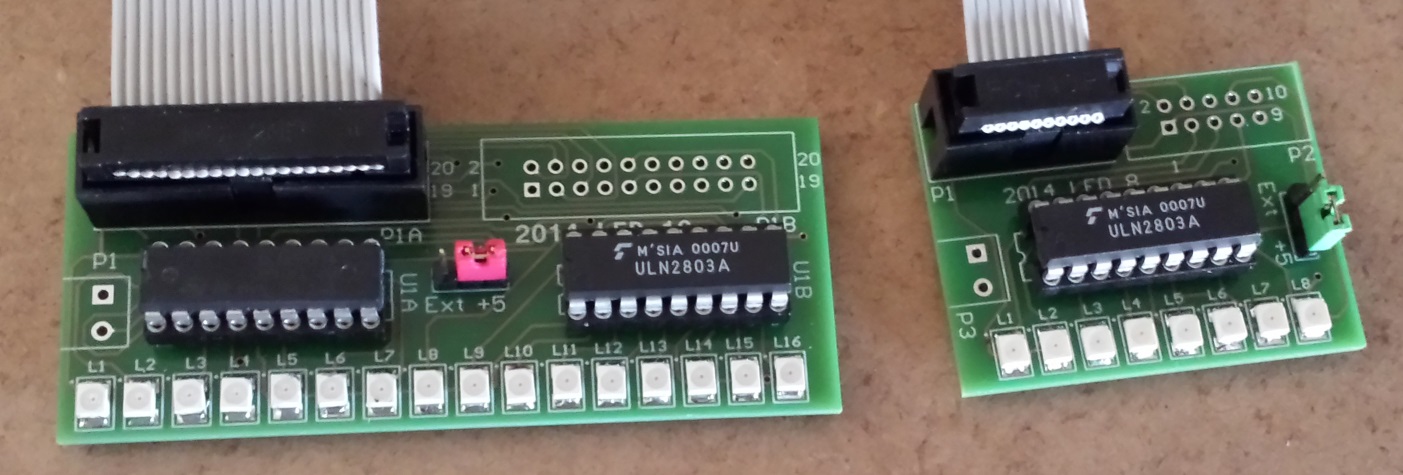 20 2
19 1
20
19
P1A
2014 LED 16
P1B
P1
U1A
Ext +5
M'SIA 0007U
ULN2803A
U1B
L1 L2 L3 L4 L5 L6 L7 L8 L9 L10 L11 L12 L13 L14 L15 L16
2
10
9
1
P2
P1
2014 LED 8
Ext
+5
M'SIA 0007U
ULN2803A
P3
L1 L2 L3 L4 L5 L6 L7 L8